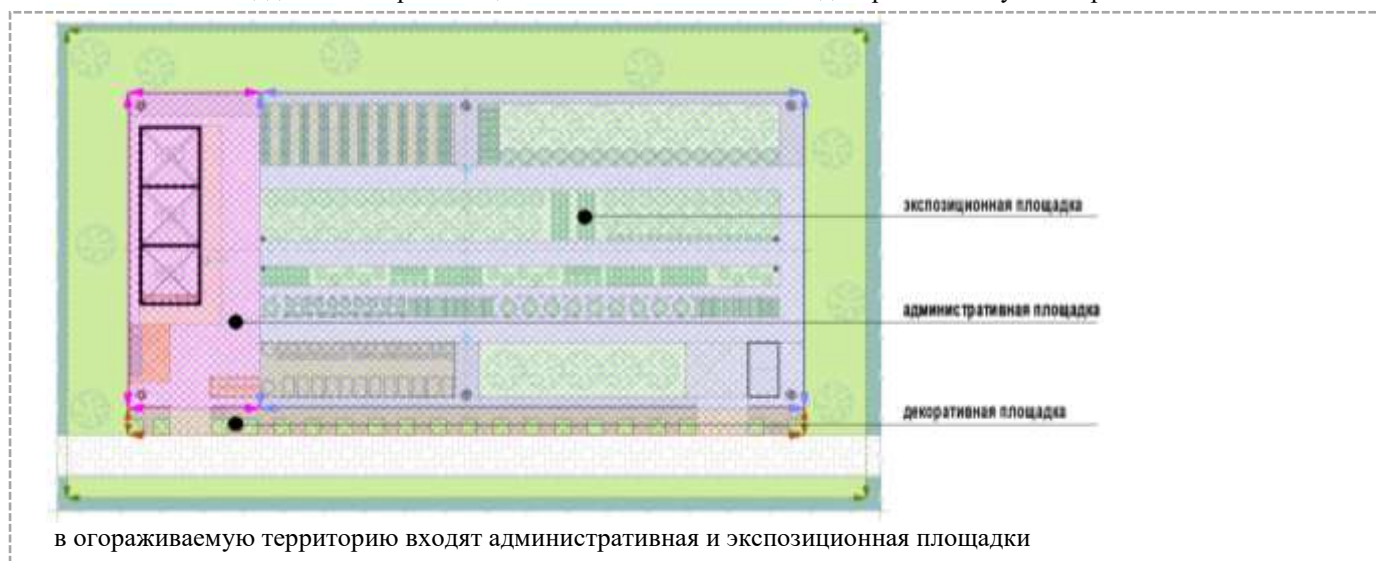 экспозиционная площадка
административная площадка
декоративная площадка
в огораживаемую территорию входят административная и экспозиционная площадки